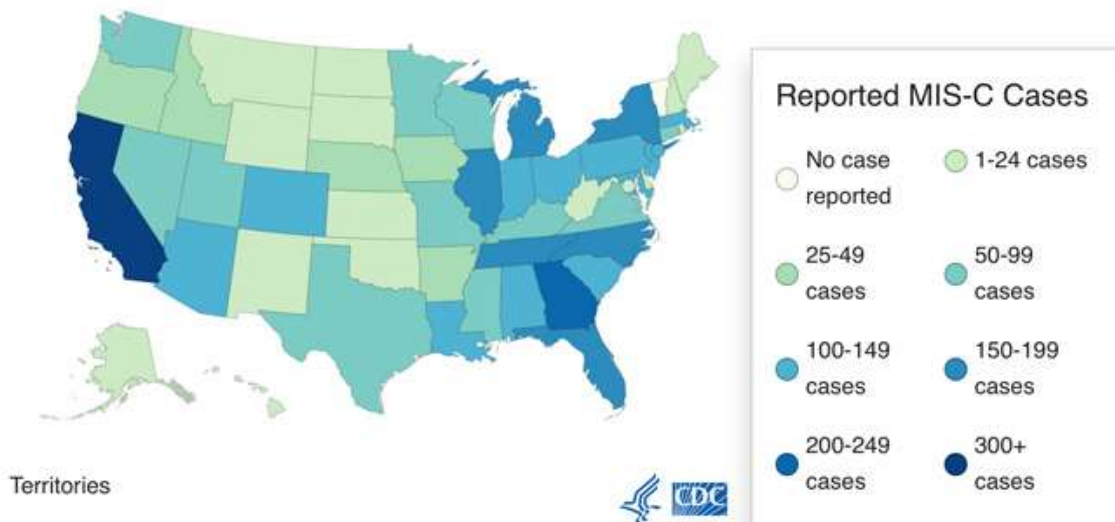 Reported MIS-C Cases
No case
reported
1-24 cases
25-49
cases
50-99
cases
100-149
cases
150-199
cases
200-249
cases
300+
cases
Territories
CDC